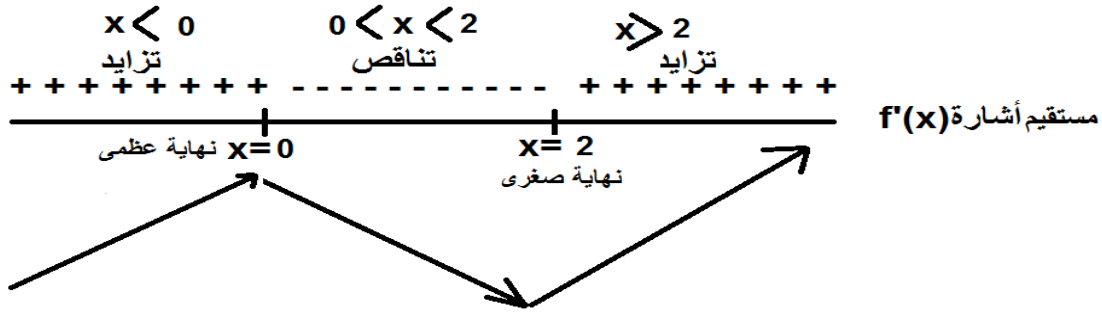 x < 0
0 < x < 2
x > 2
تزايد
تناقص
تزايد
+ + + + + + + +
- - - - - - - - - - -
+ + + + + + + +
مستقيم أشارة f'(x)
نهاية عظمى x= 0
x= 2
نهاية صغرى